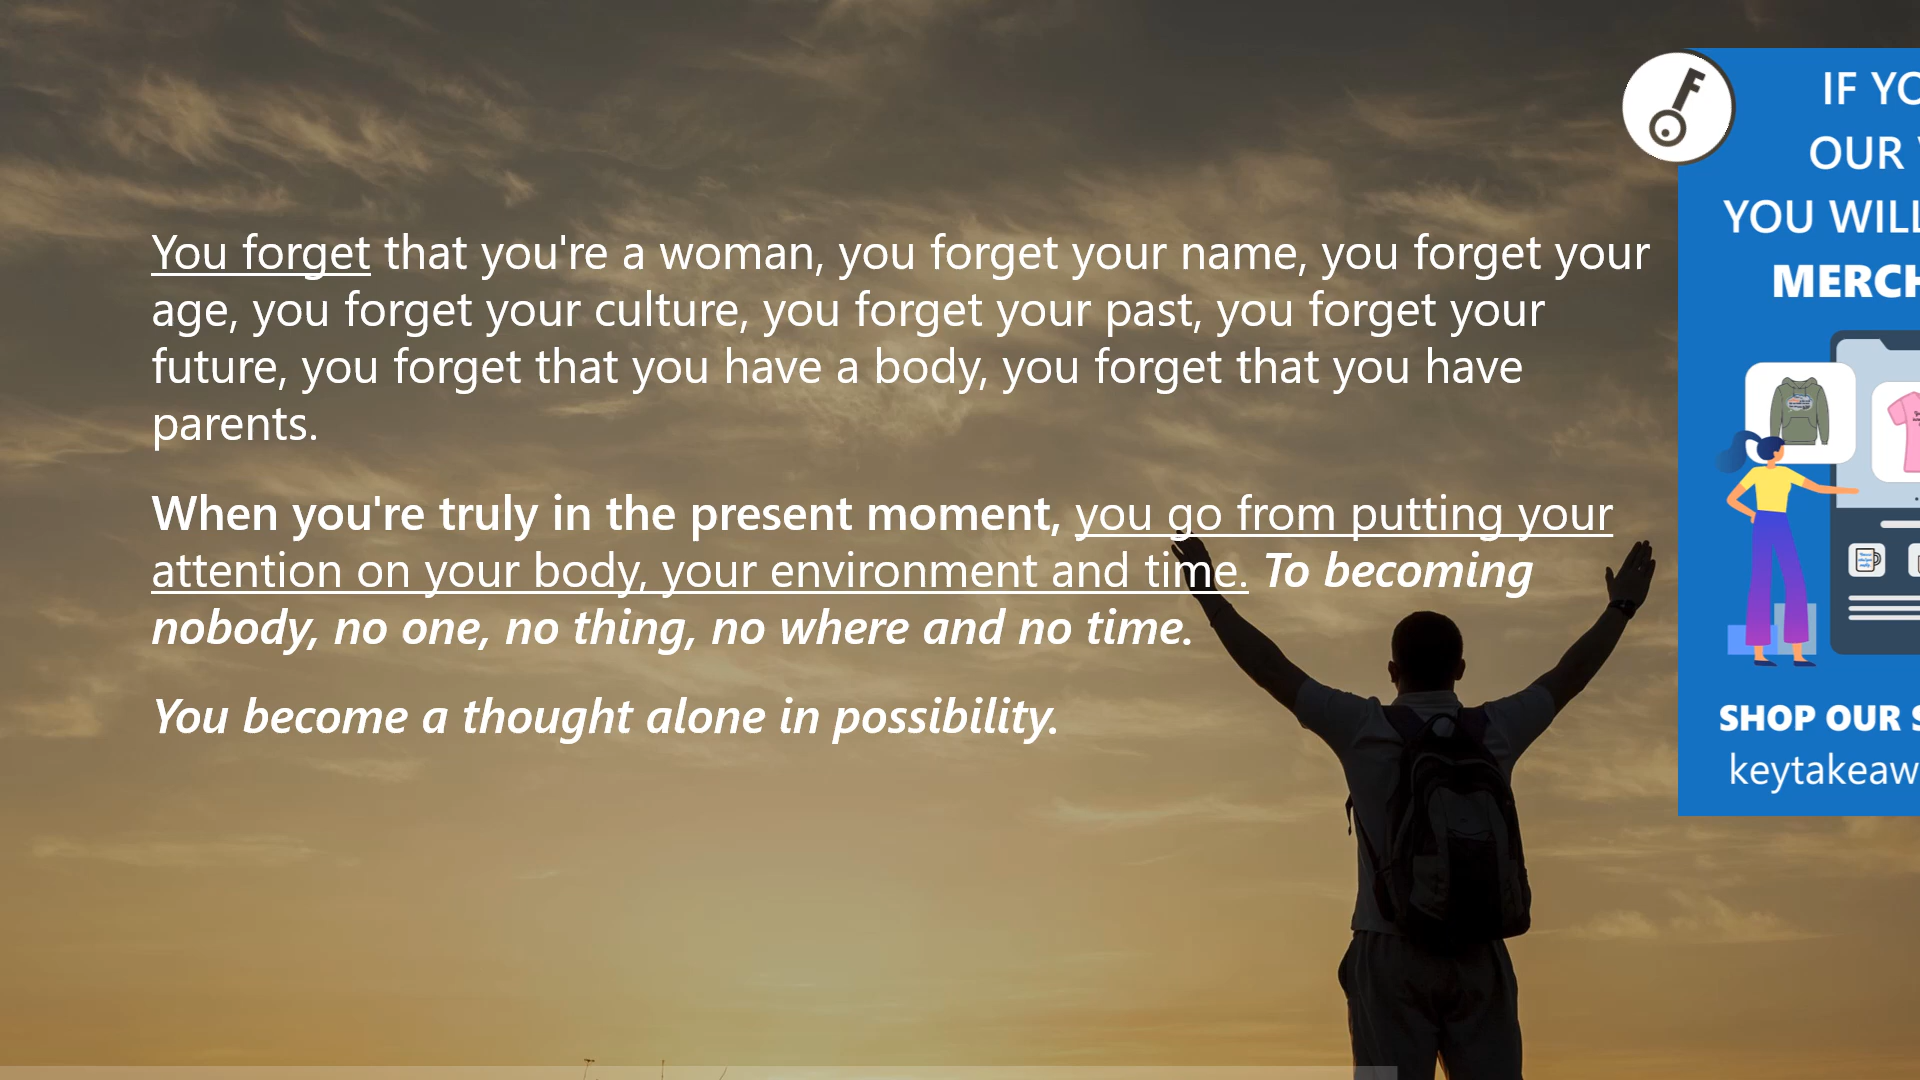 You forget that you're a woman, you forget your name, you forget your
age, you forget your culture, you forget your past, you forget your
future, you forget that you have a body, you forget that you have
parents.
When you're truly in the present moment, you go from putting your
attention on your body, your environment and time. To becoming
nobody, no one, no thing, no where and no time.
You become a thought alone in possibility.
IF YO
OUR
YOU WILL
MERCH
SHOP OUR S
keytakeaw